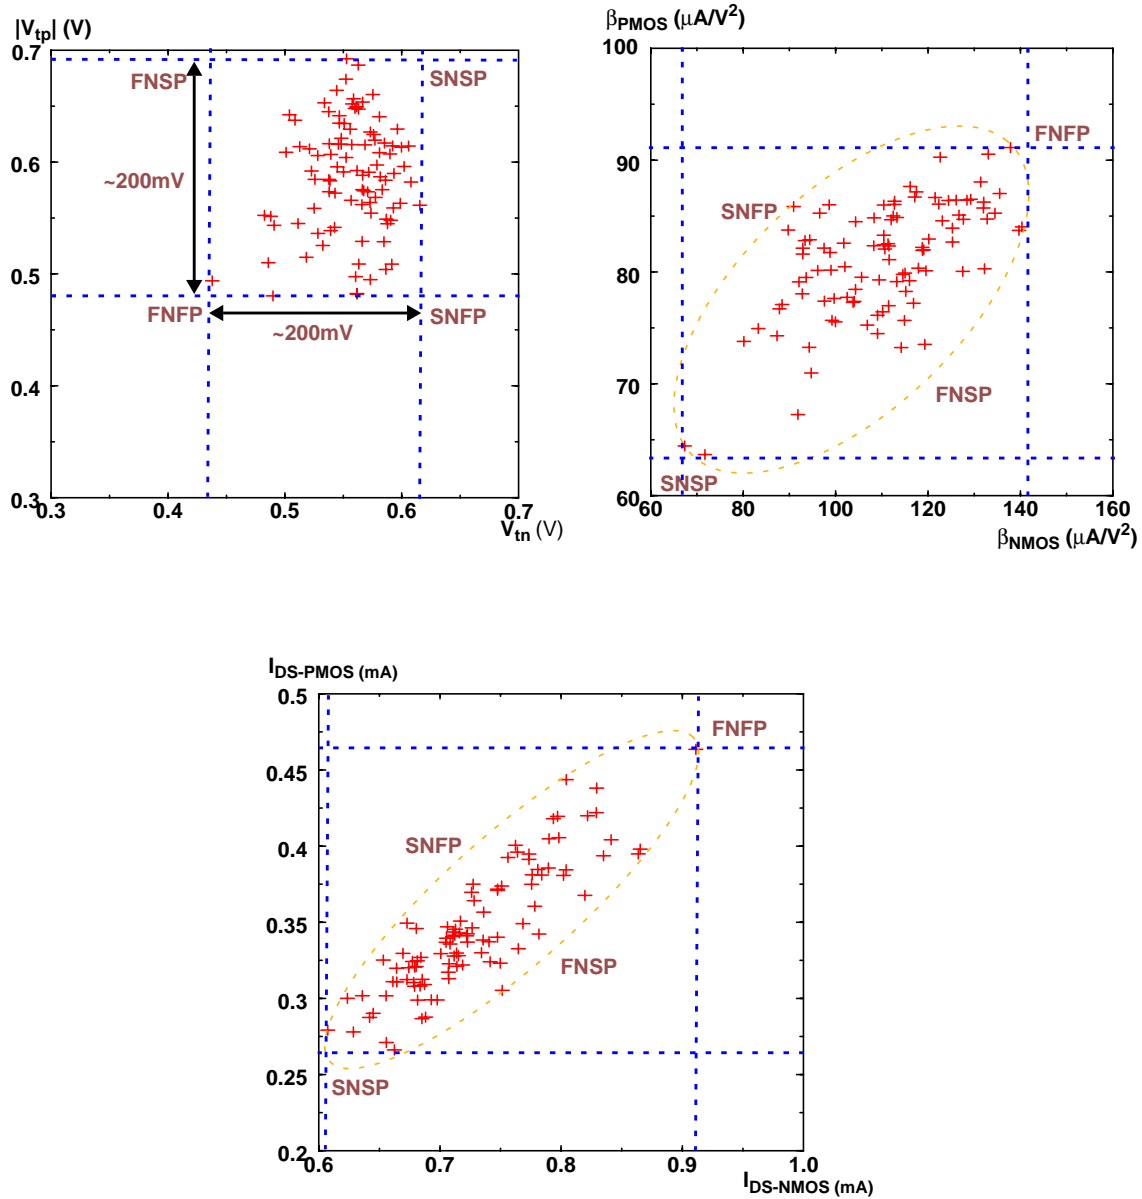 |Vtp| (V)
0.7
0.6
0.5
0.4
0.3
0.3 0.4 0.5 0.6 0.7
Vtn (V)
FNSP
SNSP
~200mV
FNFP
SNFP
~200mV
βPMOS (μA/V2)
100
90
80
70
60
60 80 100 120 140 160
βNMOS (μA/V2)
FNFP
SNFP
FNSP
SNSP
IDS-PMOS (mA)
0.5
0.45
0.4
0.35
0.3
0.25
0.2
0.6 0.7 0.8 0.9 1.0
IDS-NMOS (mA)
FNFP
SNFP
FNSP
SNSP